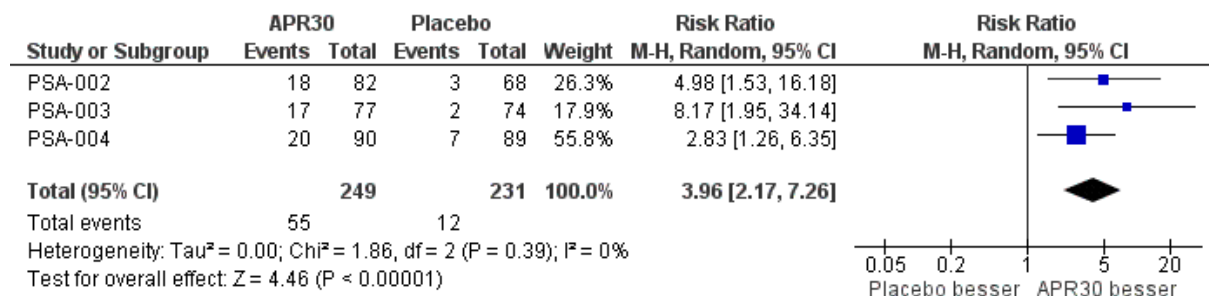 APR30 Placebo Risk Ratio Risk Ratio
Study or Subgroup Events Total Events Total Weight M-H, Random, 95% CI M-H, Random, 95% CI
PSA-002 18 82 3 68 26.3% 4.98 [1.53, 16.18]
PSA-003 17 77 2 74 17.9% 8.17 [1.95, 34.14]
PSA-004 20 90 7 89 55.8% 2.83 [1.26, 6.35]
Total (95% CI) 249 231 100.0% 3.96 [2.17, 7.26]
Total events 55 12
Heterogeneity: Tau² = 0.00; Chi² = 1.86, df = 2 (P = 0.39); I² = 0%
Test for overall effect: Z = 4.46 (P < 0.00001)
0.05 0.2 1 5 20
Placebo besser APR30 besser